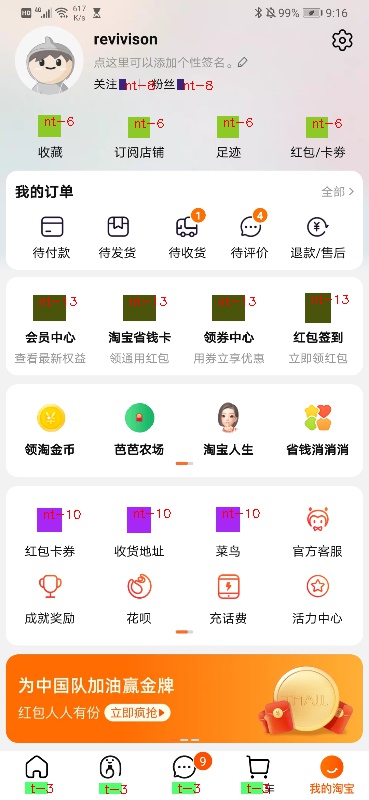 HD 4G 617 K/s 99% 9:16
revivison
点这里可以添加个性签名。
关注 nt-8 粉丝 nt-8
nt-6 nt-6 nt-6 nt-6
收藏 订阅店铺 足迹 红包/卡券
我的订单 全部
1 4
待付款 待发货 待收货 待评价 退款/售后
nt-13 nt-13 nt-13 nt-13
会员中心 淘宝省钱卡 领券中心 红包签到
查看最新权益 领通用红包 用券立享优惠 立即领红包
领淘金币 芭芭农场 淘宝人生 省钱消消消
nt-10 nt-10 nt-10
红包卡券 收货地址 菜鸟 官方客服
成就奖励 花呗 充话费 活力中心
为中国队加油赢金牌
红包人人有份 立即疯抢
TMALL
9
t-3 t-3 t-3 t-3 车 我的淘宝